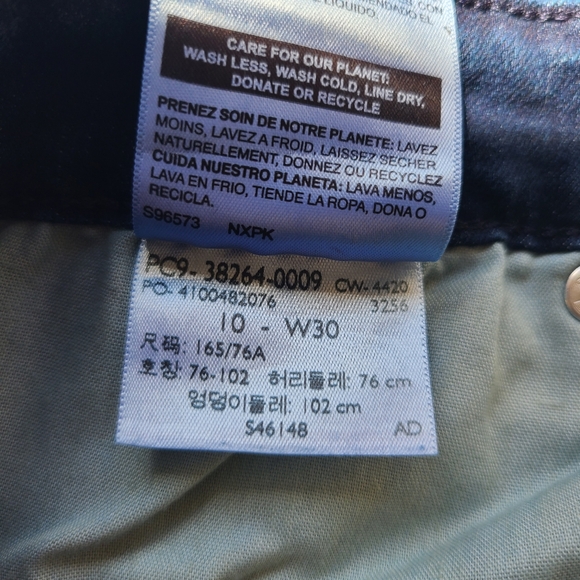 MENDADO EL
LÍQUIDO.
CARE FOR OUR PLANET:
WASH LESS, WASH COLD, LINE DRY,
DONATE OR RECYCLE
PRENEZ SOIN DE NOTRE PLANETE: LAVEZ
MOINS, LAVEZ A FROID, LAISSEZ SECHER
NATURELLEMENT, DONNEZ OU RECYCLEZ
CUIDA NUESTRO PLANETA: LAVA MENOS,
LAVA EN FRIO, TIENDE LA ROPA, DONA O
RECICLA.
S96573 NXPK
PC9- 38264-0009 CW- 4420
PO- 4100482076 3256
10 - W30
尺码: 165/76A
호칭: 76-102 허리둘레: 76 cm
엉덩이둘레: 102 cm
S46148 AD